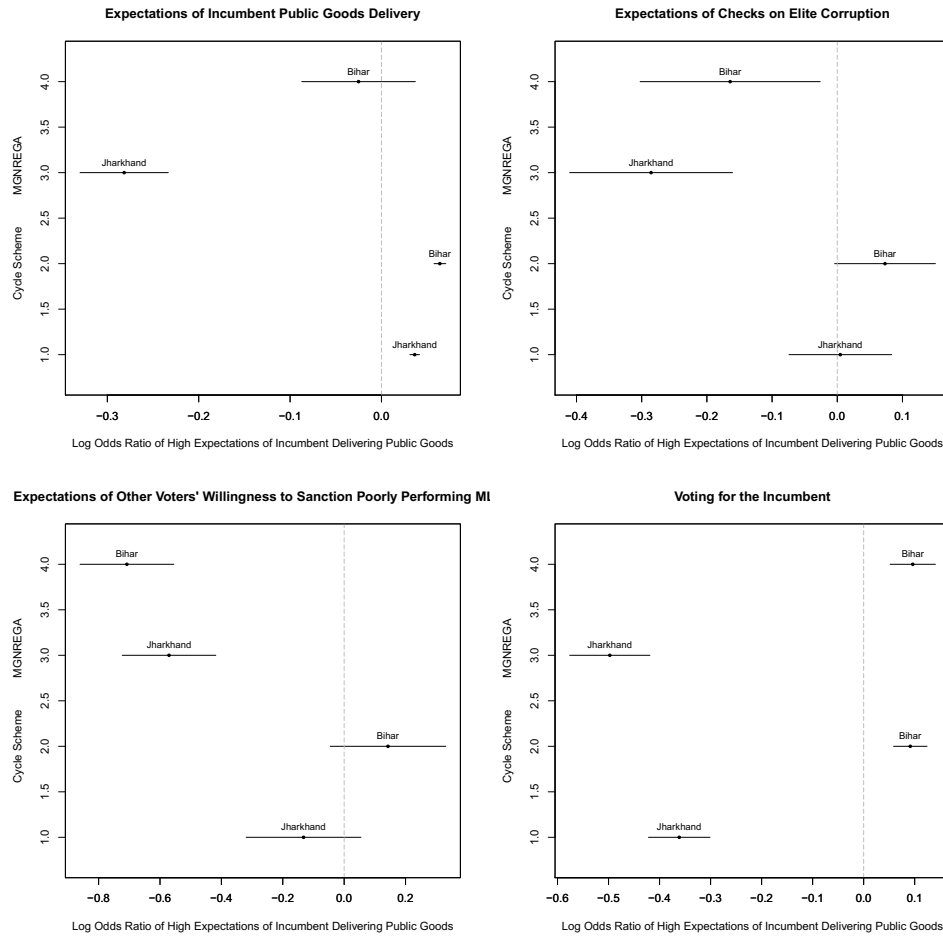 Expectations of Incumbent Public Goods Delivery
4.0
3.5
3.0
2.5
2.0
1.5
1.0
MGNREGA
Cycle Scheme
Bihar
Jharkhand
Bihar
Jharkhand
−0.3 −0.2 −0.1 0.0
Log Odds Ratio of High Expectations of Incumbent Delivering Public Goods
Expectations of Checks on Elite Corruption
4.0
3.5
3.0
2.5
2.0
1.5
1.0
MGNREGA
Cycle Scheme
Bihar
Jharkhand
Bihar
Jharkhand
−0.4 −0.3 −0.2 −0.1 0.0 0.1
Log Odds Ratio of High Expectations of Incumbent Delivering Public Goods
Expectations of Other Voters' Willingness to Sanction Poorly Performing
4.0
3.5
3.0
2.5
2.0
1.5
1.0
MGNREGA
Cycle Scheme
Bihar
Jharkhand
Bihar
Jharkhand
−0.8 −0.6 −0.4 −0.2 0.0 0.2
Log Odds Ratio of High Expectations of Incumbent Delivering Public Goods
Voting for the Incumbent
4.0
3.5
3.0
2.5
2.0
1.5
1.0
MGNREGA
Cycle Scheme
Bihar
Jharkhand
Bihar
Jharkhand
−0.6 −0.5 −0.4 −0.3 −0.2 −0.1 0.0 0.1
Log Odds Ratio of High Expectations of Incumbent Delivering Public Goods